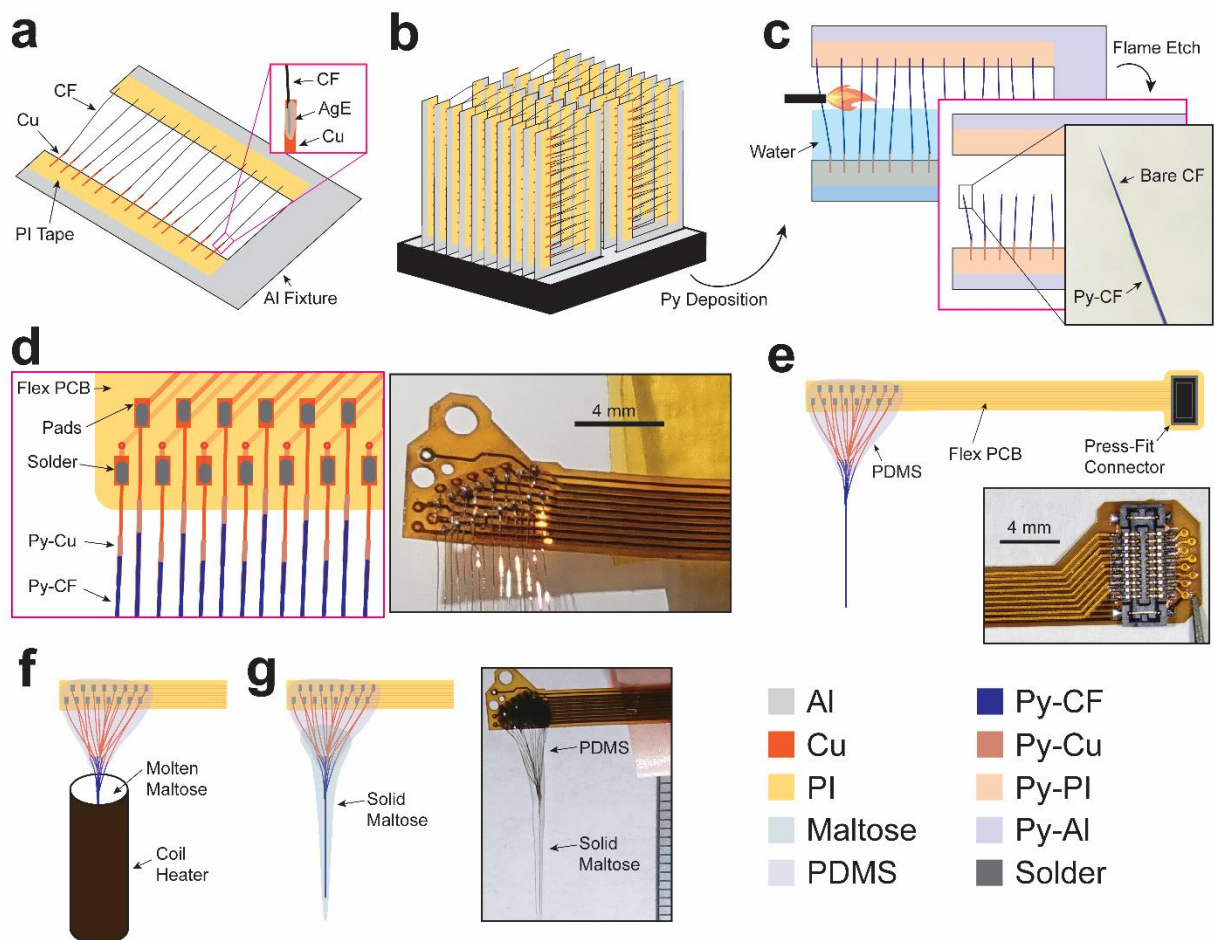 a
CF
Cu
PI Tape
Al Fixture
CF
AgE
Cu
b
Py Deposition
c
Flame Etch
Water
Bare CF
Py-CF
d
Flex PCB
Pads
Solder
Py-Cu
Py-CF
4 mm
e
PDMS
Flex PCB
Press-Fit
Connector
4 mm
f
Molten
Maltose
Coil
Heater
g
Solid
Maltose
PDMS
Solid
Maltose
Al
Cu
PI
Maltose
PDMS
Py-CF
Py-Cu
Py-PI
Py-Al
Solder